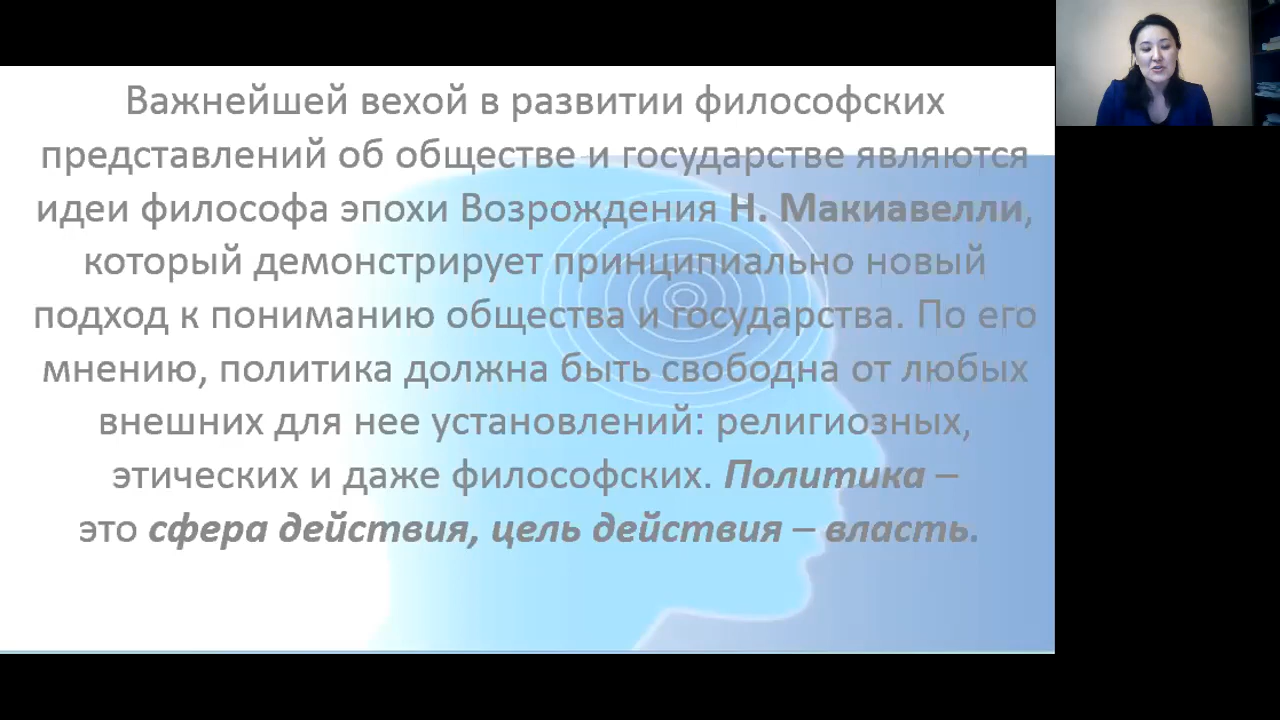 Важнейшей вехой в развитии философских
представлений об обществе и государстве являются
идеи философа эпохи Возрождения Н. Макиавелли,
который демонстрирует принципиально новый
подход к пониманию общества и государства. По его
мнению, политика должна быть свободна от любых
внешних для нее установлений: религиозных,
этических и даже философских. Политика –
это сфера действия, цель действия – власть.